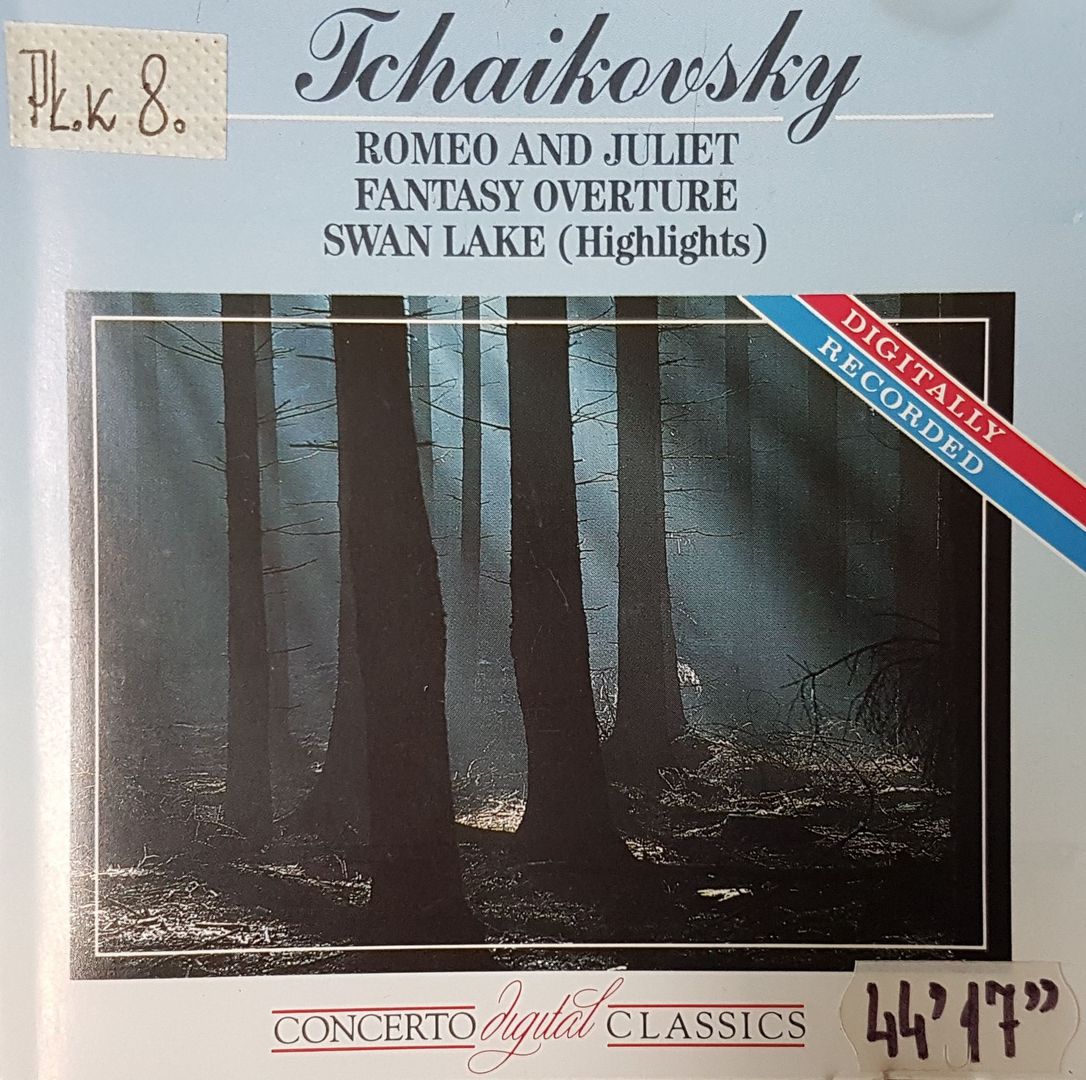 Pł.k 8.
Tchaikovsky
ROMEO AND JULIET
FANTASY OVERTURE
SWAN LAKE (Highlights)
DIGITALLY
RECORDED
CONCERTO digital CLASSICS
44' 17"